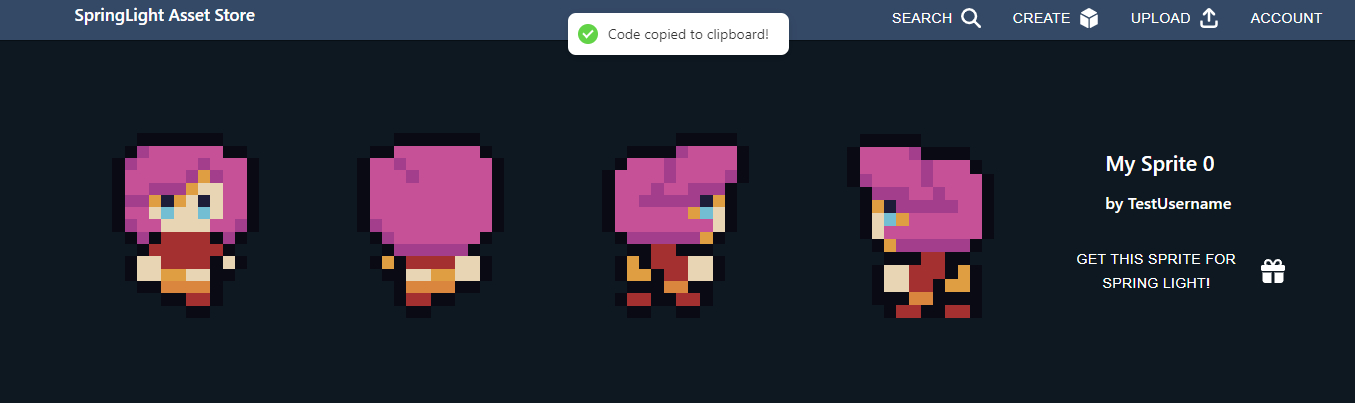 SpringLight Asset Store
Code copied to clipboard!
SEARCH
CREATE
UPLOAD
ACCOUNT
My Sprite 0
by TestUsername
GET THIS SPRITE FOR
SPRING LIGHT!